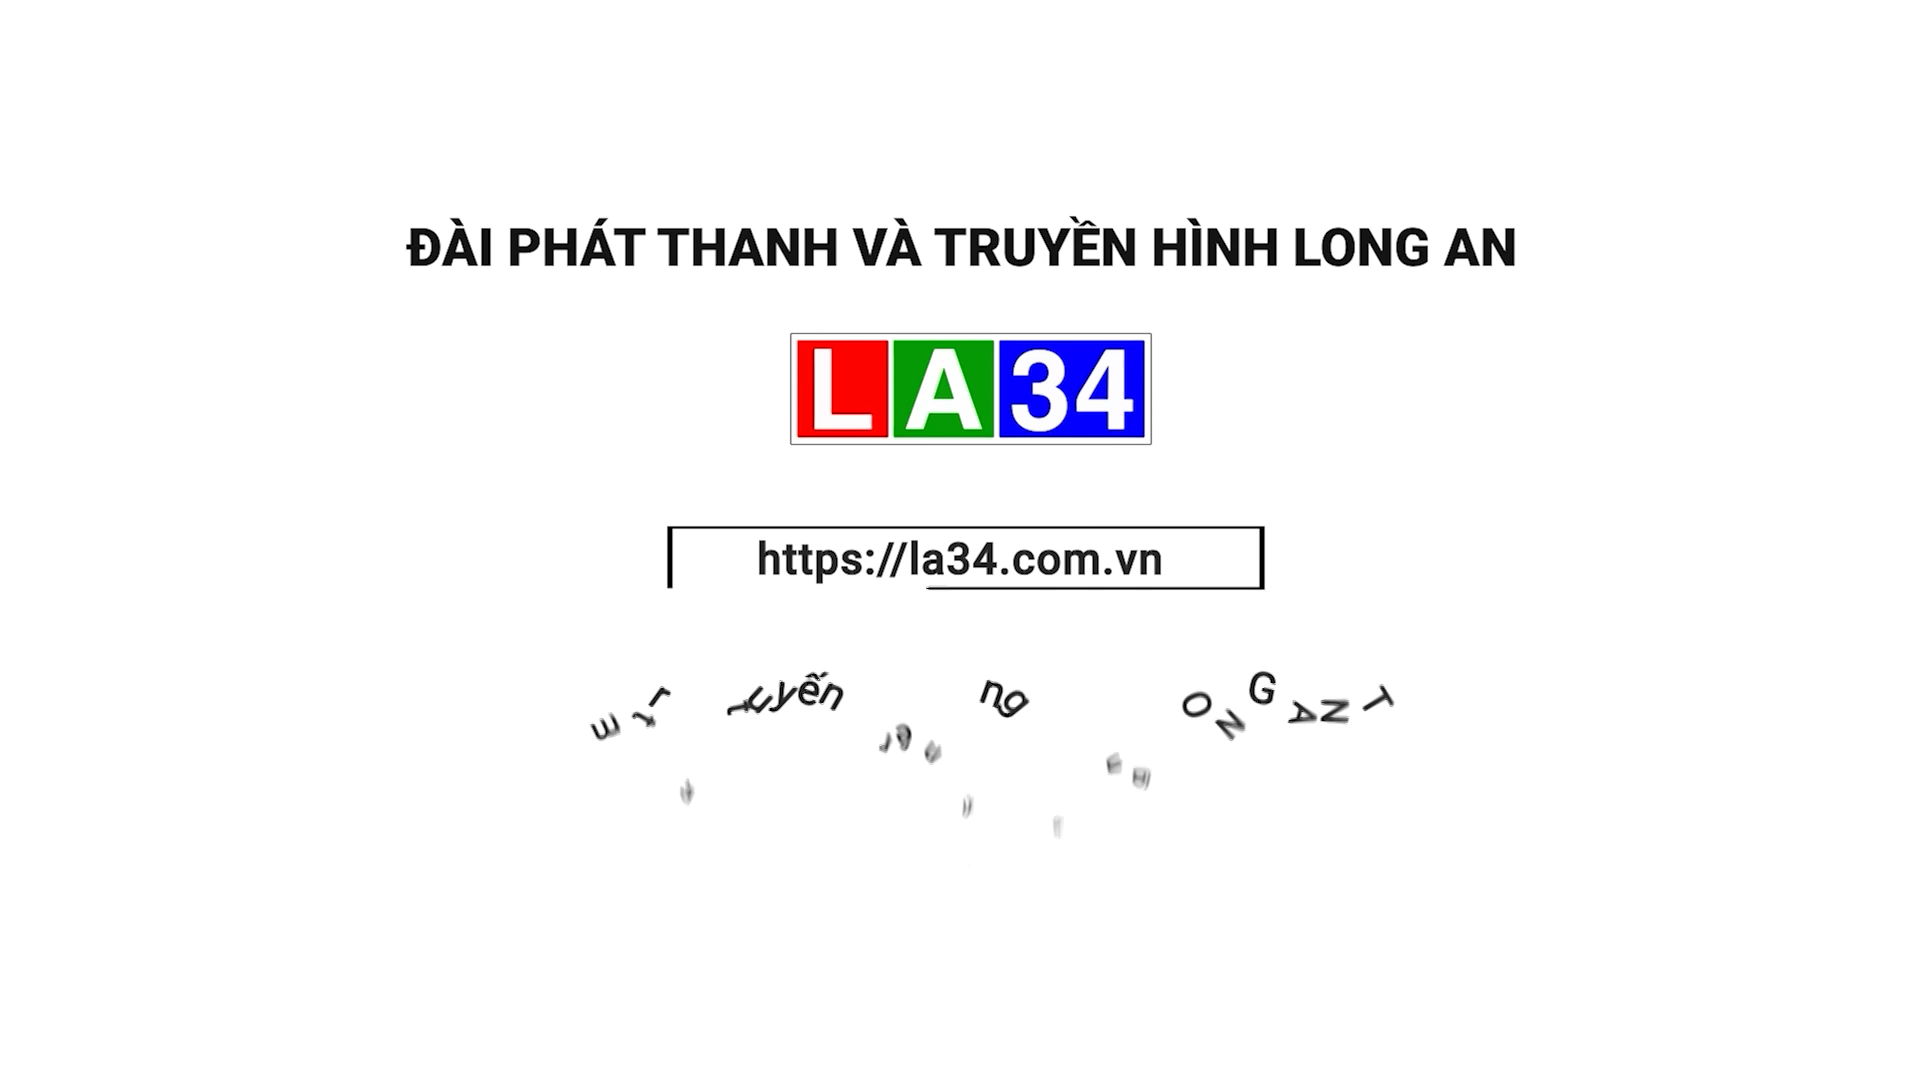 ĐÀI PHÁT THANH VÀ TRUYỀN HÌNH LONG AN
LA34
https://la34.com.vn